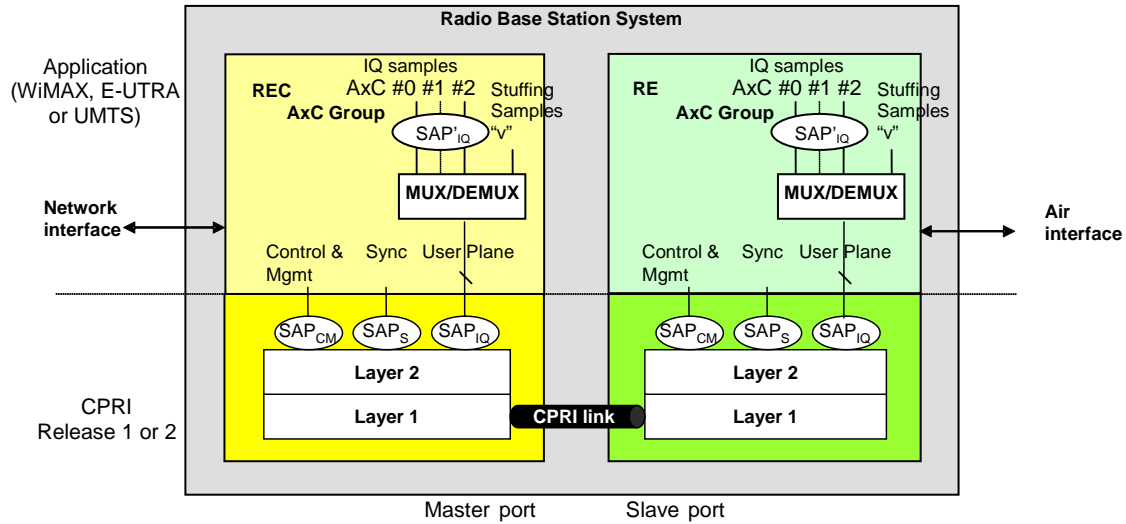 Radio Base Station System
Application
(WiMAX, E-UTRA
or UMTS)
REC
IQ samples
AxC #0 #1 #2
AxC Group
Stuffing
Samples
“v”
SAP’IQ
MUX/DEMUX
RE
IQ samples
AxC #0 #1 #2
AxC Group
Stuffing
Samples
“v”
SAP’IQ
MUX/DEMUX
Network
interface
Air
interface
Control &
Mgmt
Sync
User Plane
Control &
Mgmt
Sync
User Plane
SAPCM
SAPS
SAPIQ
SAPCM
SAPS
SAPIQ
Layer 2
Layer 2
CPRI
Release 1 or 2
Layer 1
CPRI link
Layer 1
Master port
Slave port